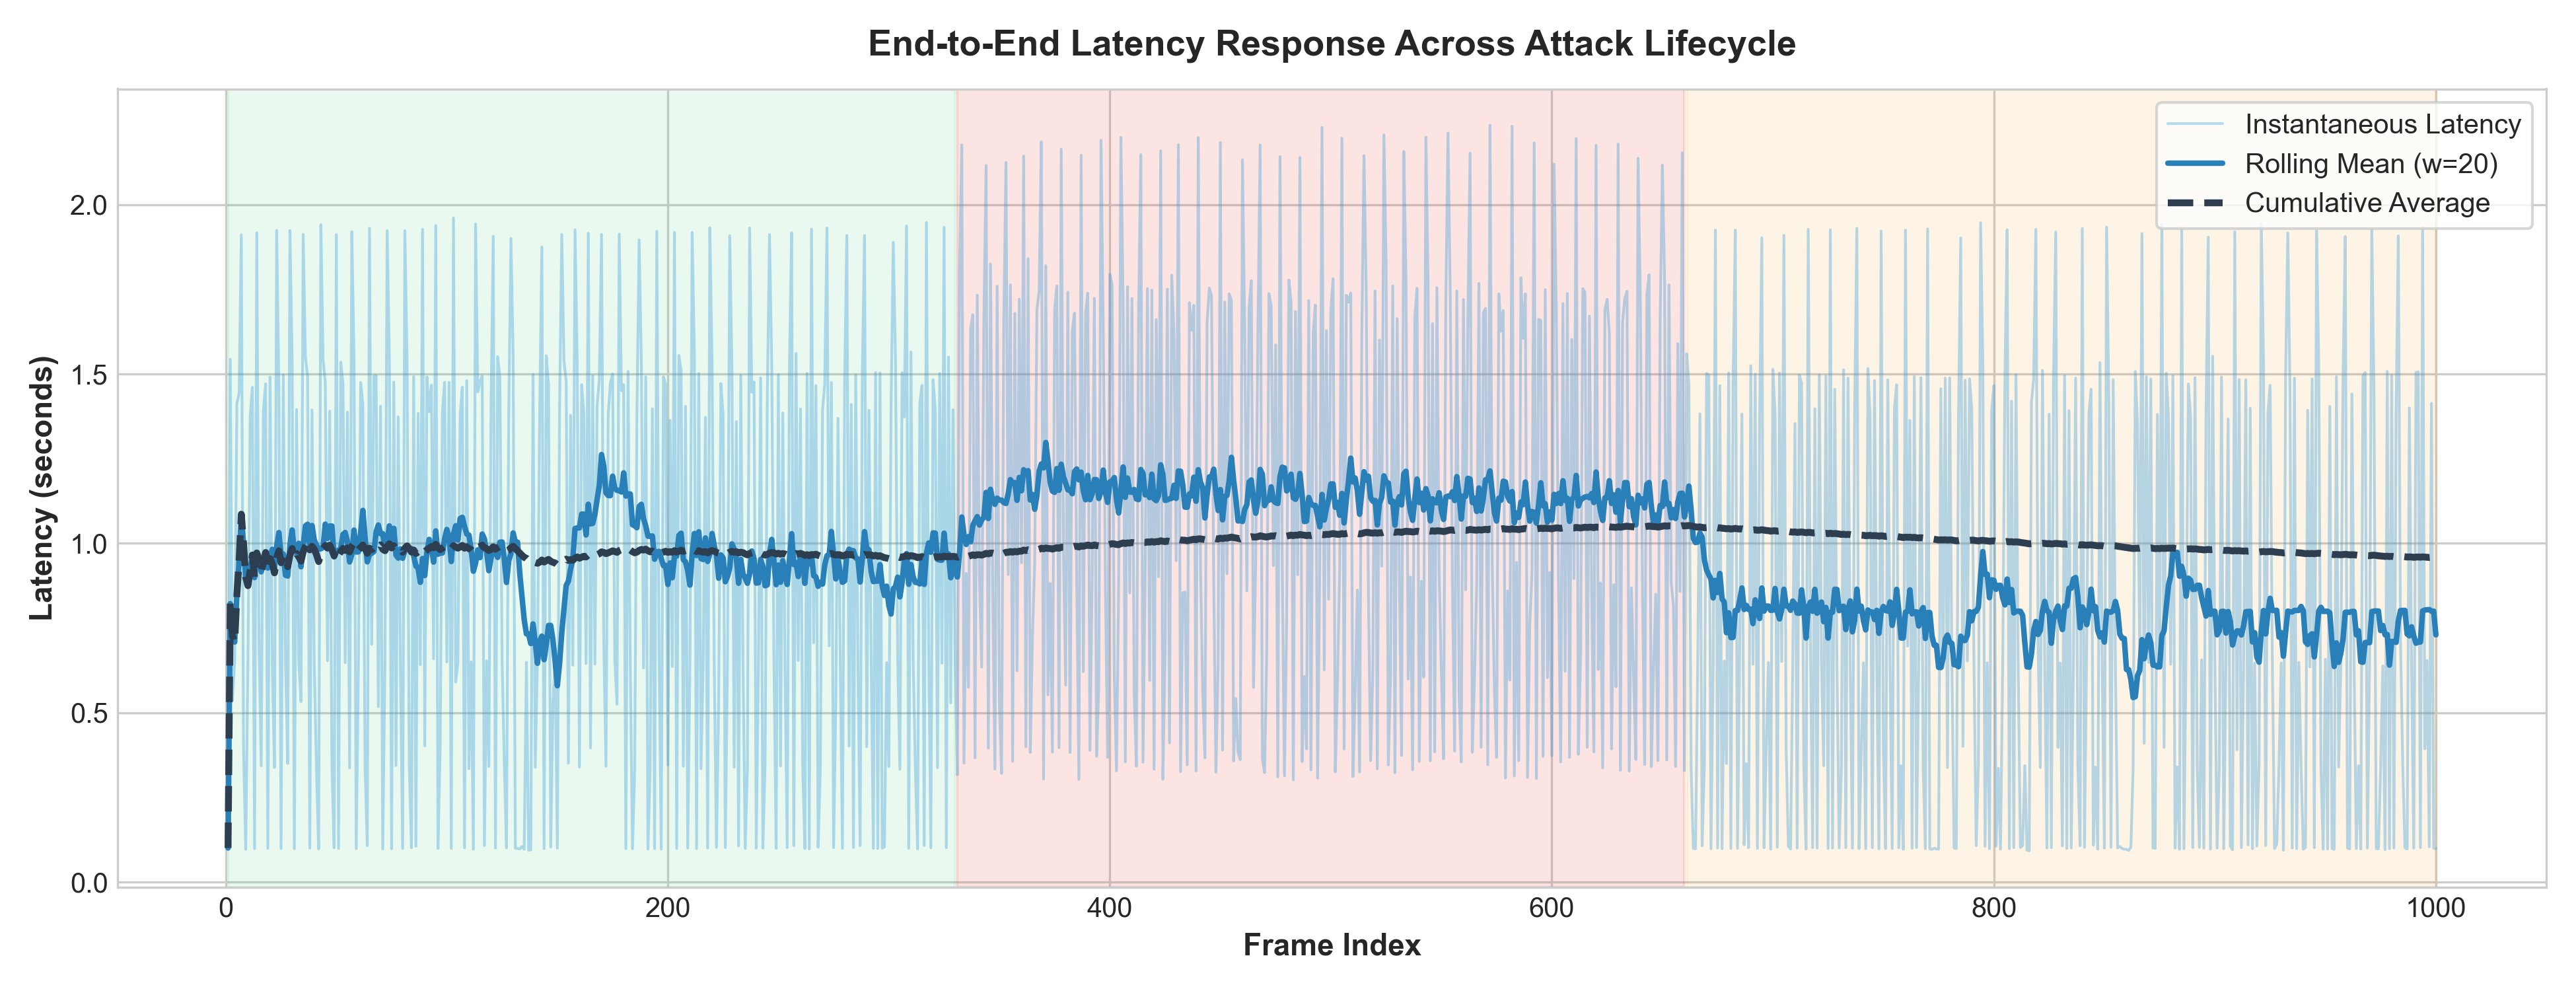 End-to-End Latency Response Across Attack Lifecycle
Instantaneous Latency
Rolling Mean (w=20)
Cumulative Average
Latency (seconds)
2.0
1.5
1.0
0.5
0.0
0 200 400 600 800 1000
Frame Index